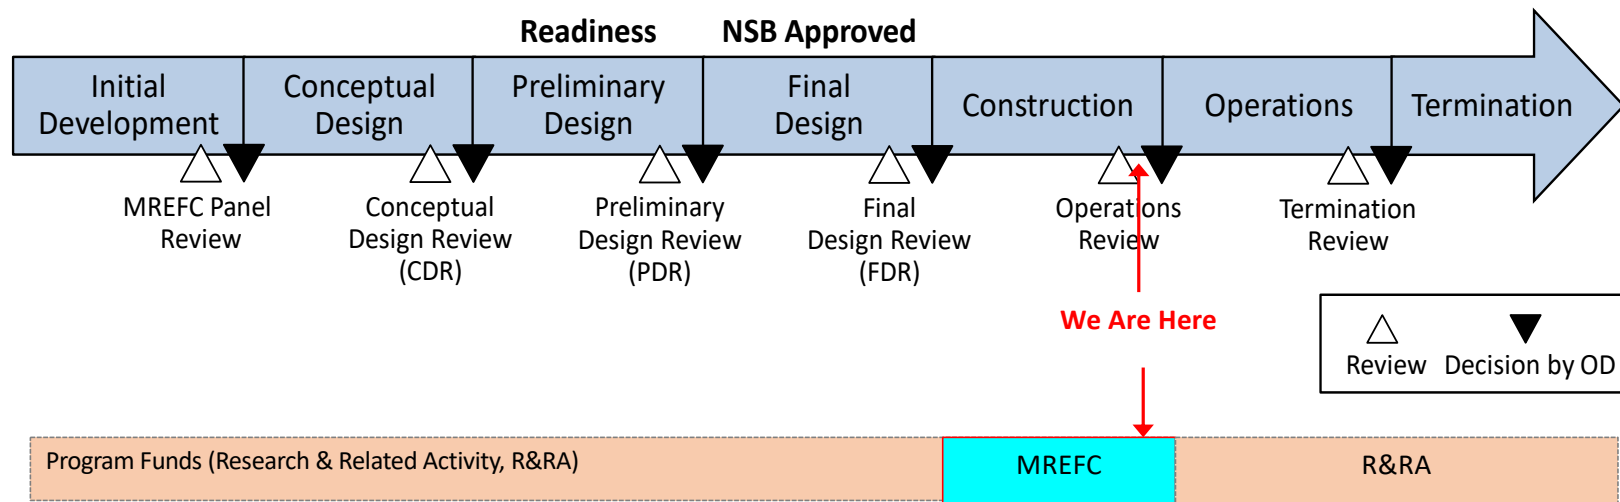 Readiness
NSB Approved
Initial
Development
Conceptual
Design
Preliminary
Design
Final
Design
Construction
Operations
Termination
MREFC Panel
Review
Conceptual
Design Review
(CDR)
Preliminary
Design Review
(PDR)
Final
Design Review
(FDR)
Operations
Review
Termination
Review
We Are Here
Review
Decision by OD
Program Funds (Research & Related Activity, R&RA)
MREFC
R&RA